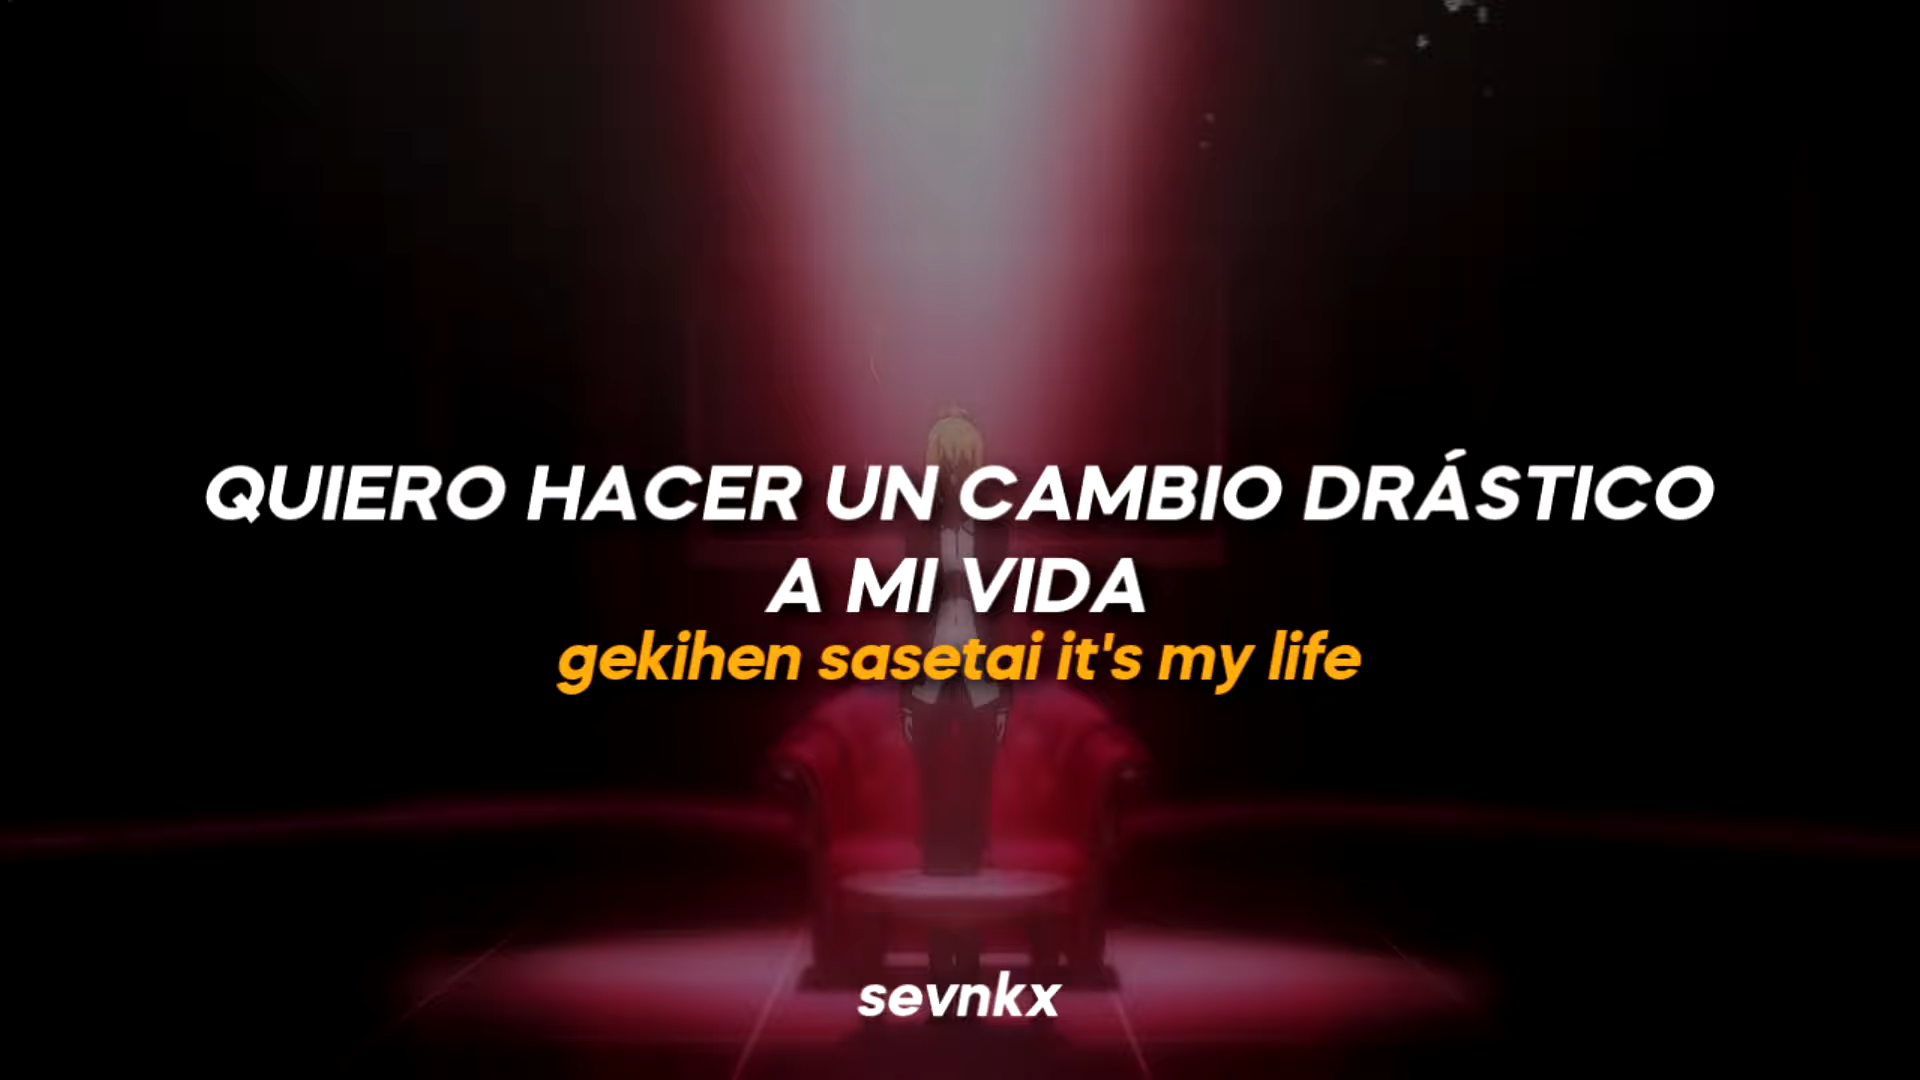 QUIERO HACER UN CAMBIO DRÁSTICO
A MI VIDA
gekihen sasetai it's my life
sevnkx